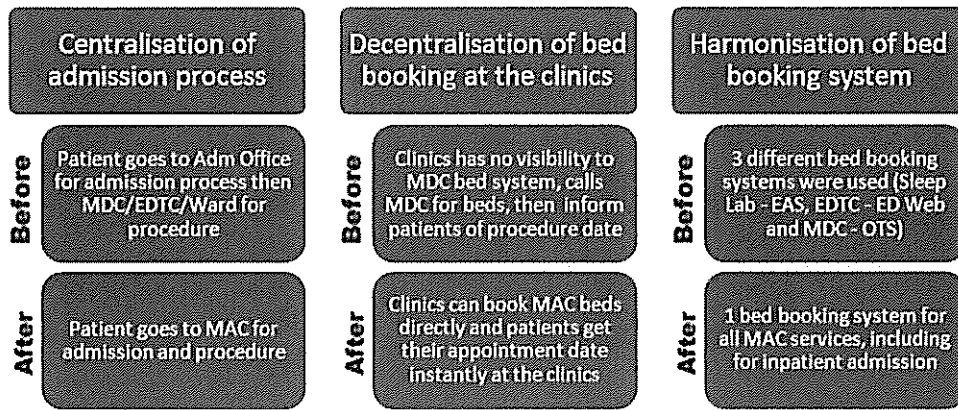 Centralisation of
admission process
Before
Patient goes to Adm Office
for admission process then
MDC/EDTC/Ward for
procedure
After
Patient goes to MAC for
admission and procedure
Decentralisation of bed
booking at the clinics
Before
Clinics has no visibility to
MDC bed system, calls
MDC for beds, then inform
patients of procedure date
After
Clinics can book MAC beds
directly and patients get
their appointment date
instantly at the clinics
Harmonisation of bed
booking system
Before
3 different bed booking
systems were used (Sleep
Lab - EAS, EDTC - ED Web
and MDC - OTS)
After
1 bed booking system for
all MAC services, including
for inpatient admission